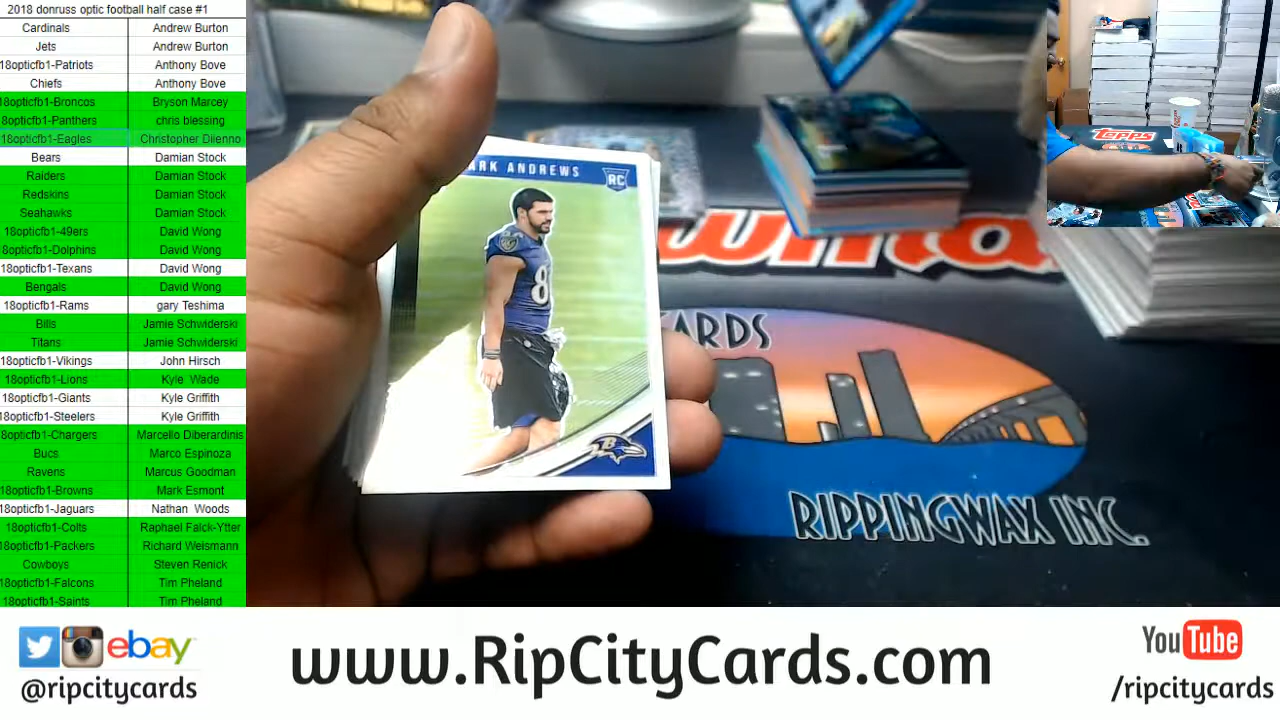 2018 donruss optic football half case #1
Cardinals Andrew Burton
Jets Andrew Burton
18opticfb1-Patriots Anthony Bove
Chiefs Anthony Bove
18opticfb1-Broncos Bryson Marcey
18opticfb1-Panthers chris blessing
18opticfb1-Eagles Christopher Diienno
Bears Damian Stock
Raiders Damian Stock
Redskins Damian Stock
Seahawks Damian Stock
18opticfb1-49ers David Wong
8opticfb1-Dolphins David Wong
18opticfb1-Texans David Wong
Bengals David Wong
18opticfb1-Rams gary Teshima
Bills Jamie Schwiderski
Titans Jamie Schwiderski
18opticfb1-Vikings John Hirsch
18opticfb1-Lions Kyle Wade
18opticfb1-Giants Kyle Griffith
18opticfb1-Steelers Kyle Griffith
8opticfb1-Chargers Marcello Diberardinis
Bucs Marco Espinoza
Ravens Marcus Goodman
18opticfb1-Browns Mark Esmont
18opticfb1-Jaguars Nathan Woods
18opticfb1-Colts Raphael Falck-Ytter
18opticfb1-Packers Richard Weismann
Cowboys Steven Renick
18opticfb1-Falcons Tim Pheland
18opticfb1-Saints Tim Pheland
ARK ANDREWS
RC
8
B
topps
CARDS
RIPPINGWAX INC.
ebay
@ripcitycards
www.RipCityCards.com
YouTube
/ripcitycards